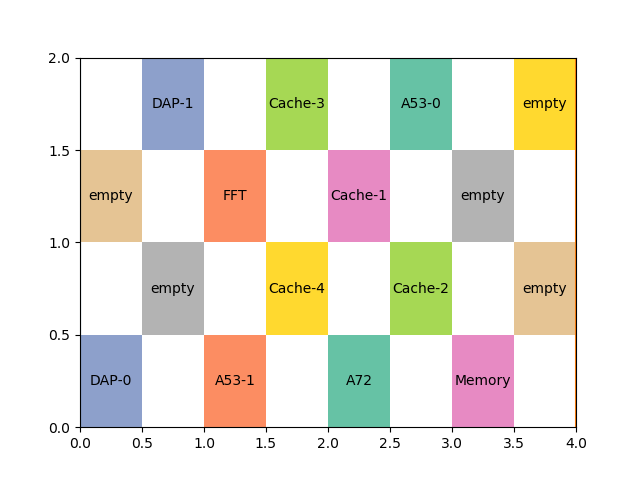 2.0
DAP-1 Cache-3 A53-0 empty
1.5
empty FFT Cache-1 empty
1.0
empty Cache-4 Cache-2 empty
0.5
DAP-0 A53-1 A72 Memory
0.0
0.0 0.5 1.0 1.5 2.0 2.5 3.0 3.5 4.0